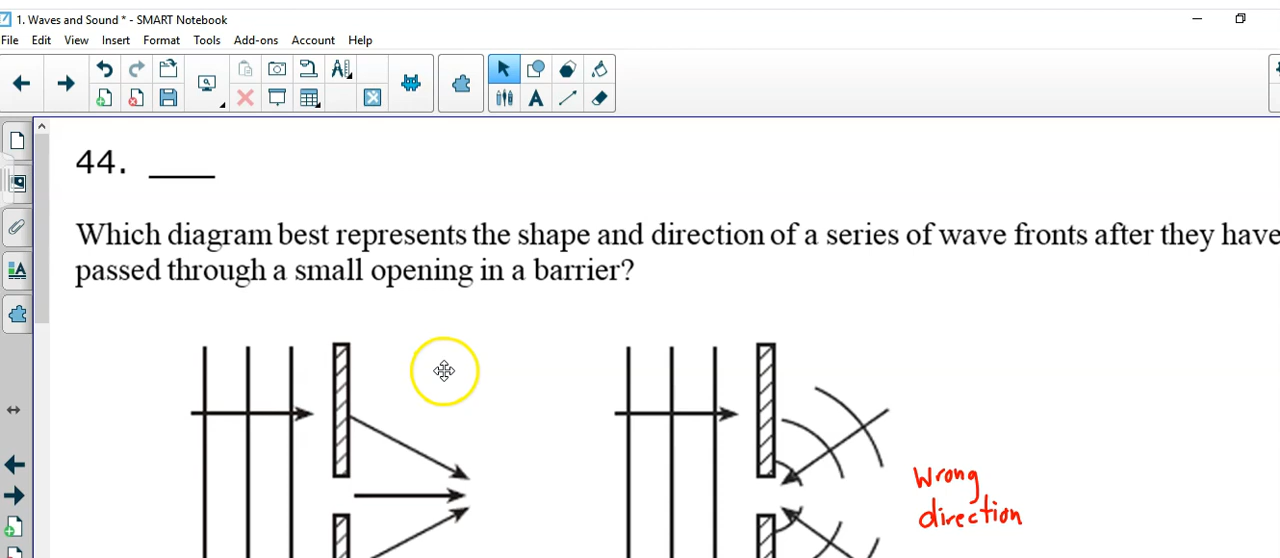 1. Waves and Sound * - SMART Notebook
File Edit View Insert Format Tools Add-ons Account Help
44. ____
Which diagram best represents the shape and direction of a series of wave fronts after they have
passed through a small opening in a barrier?
Wrong
direction